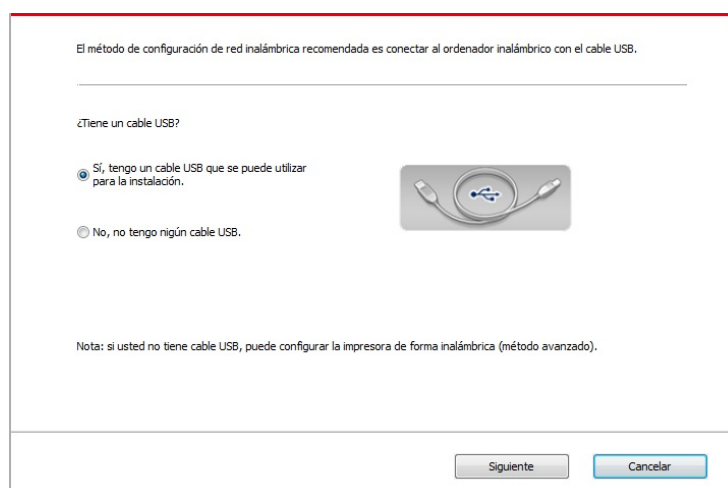 El método de configuración de red inalámbrica recomendada es conectar al ordenador inalámbrico con el cable USB.
¿Tiene un cable USB?
Sí, tengo un cable USB que se puede utilizar
para la instalación.
No, no tengo nigún cable USB.
Nota: si usted no tiene cable USB, puede configurar la impresora de forma inalámbrica (método avanzado).
Siguiente
Cancelar